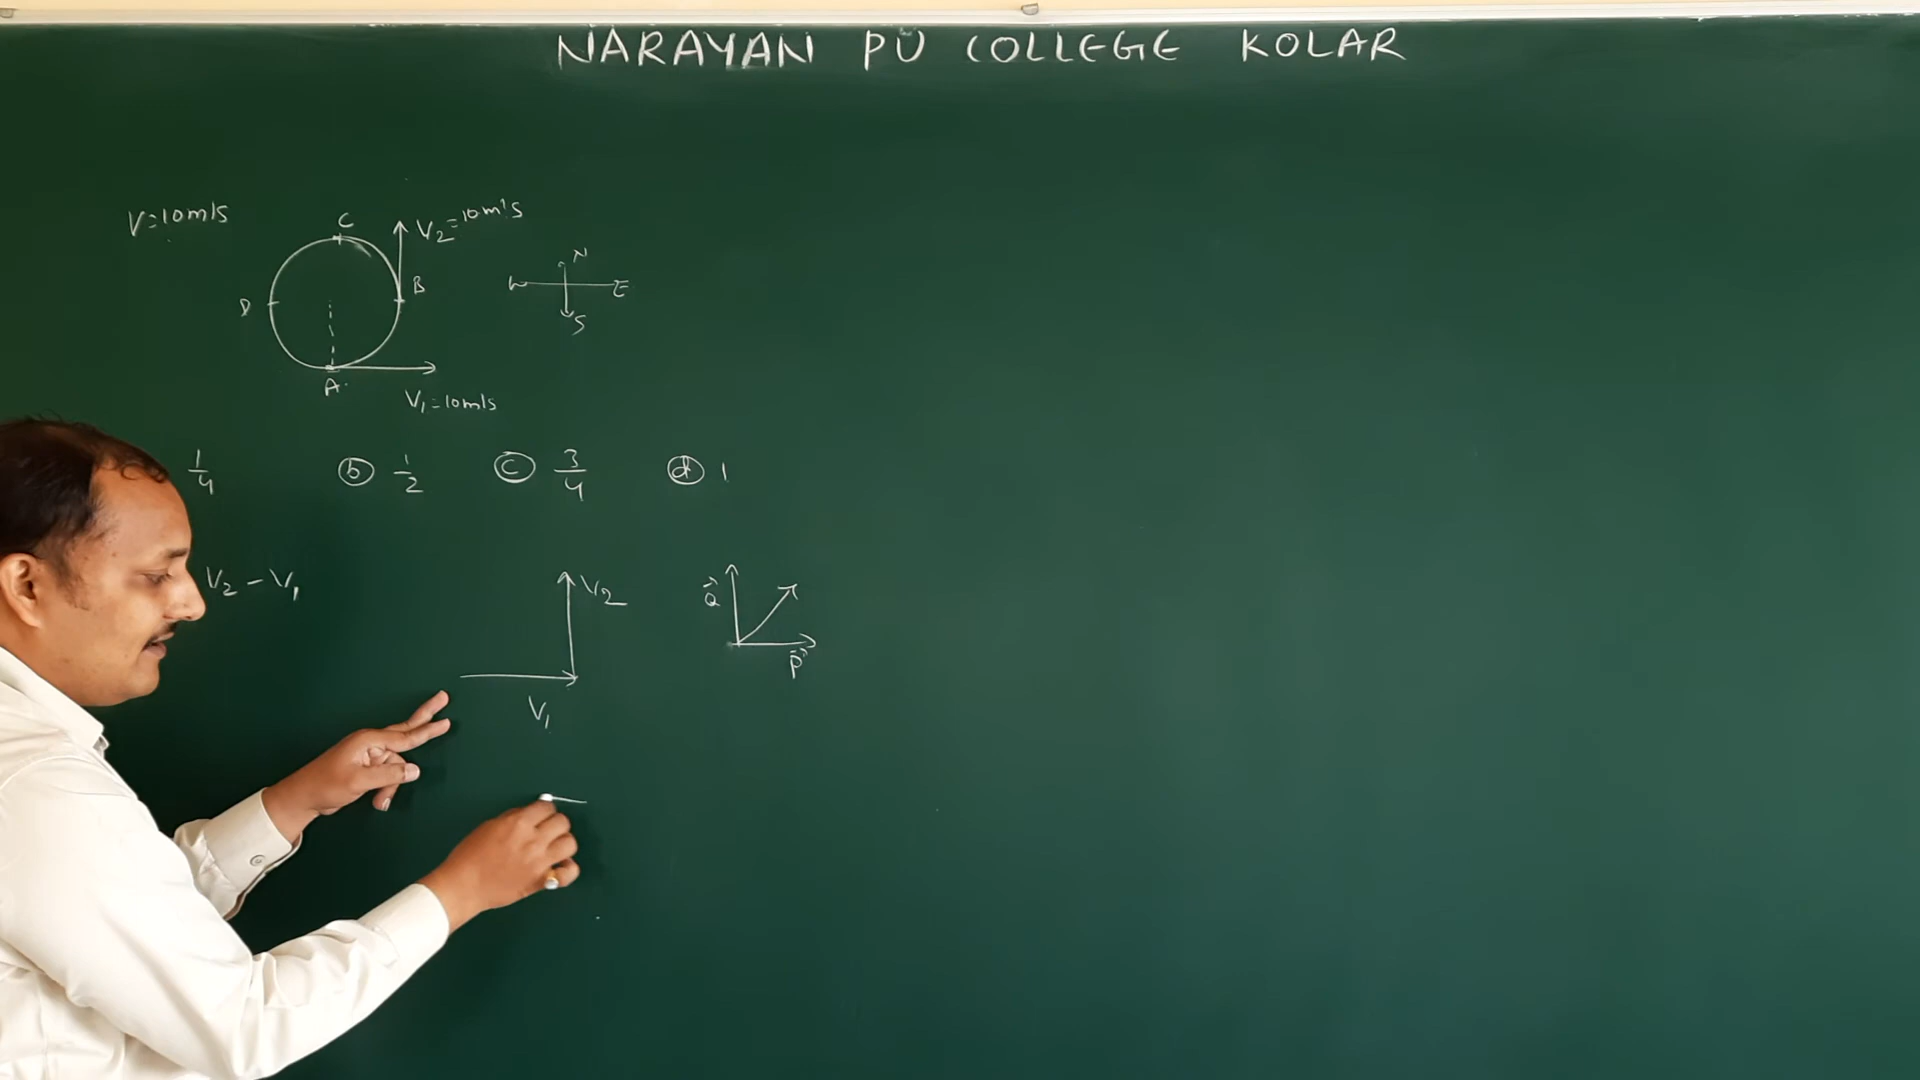 NARAYAN PU COLLEGE KOLAR
V=10m/s
C
V2=10m/s
N
D
B
W E
S
A
V1=10m/s
1/4 (b) 1/2 (c) 3/4 (d) 1
V2 - V1
V2
Q
P
V1